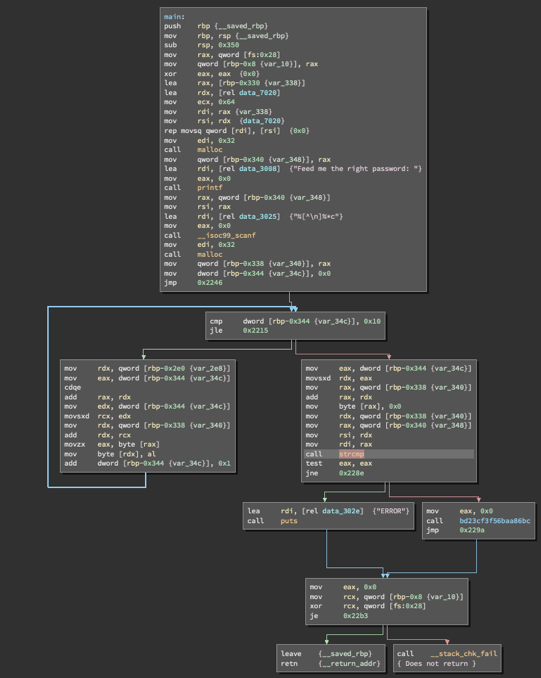 main:
push rbp {__saved_rbp}
mov rbp, rsp {__saved_rbp}
sub rsp, 0x350
mov rax, qword [fs:0x28]
mov qword [rbp-0x8 {var_10}], rax
xor eax, eax {0x0}
lea rax, [rbp-0x330 {var_338}]
lea rdx, [rel data_7020]
mov ecx, 0x64
mov rdi, rax {var_338}
mov rsi, rdx {data_7020}
rep movsq qword [rdi], [rsi] {0x0}
mov edi, 0x32
call malloc
mov qword [rbp-0x340 {var_348}], rax
lea rdi, [rel data_3008] {"Feed me the right password: "}
mov eax, 0x0
call printf
mov rax, qword [rbp-0x340 {var_348}]
mov rsi, rax
lea rdi, [rel data_3025] {"%[^\n]%*c"}
mov eax, 0x0
call __isoc99_scanf
mov edi, 0x32
call malloc
mov qword [rbp-0x338 {var_340}], rax
mov dword [rbp-0x344 {var_34c}], 0x0
jmp 0x2246
cmp dword [rbp-0x344 {var_34c}], 0x10
jle 0x2215
mov rdx, qword [rbp-0x2e0 {var_2e8}]
mov eax, dword [rbp-0x344 {var_34c}]
cdqe
add rax, rdx
mov edx, dword [rbp-0x344 {var_34c}]
movsxd rcx, edx
mov rdx, qword [rbp-0x338 {var_340}]
add rdx, rcx
movzx eax, byte [rax]
mov byte [rdx], al
add dword [rbp-0x344 {var_34c}], 0x1
mov eax, dword [rbp-0x344 {var_34c}]
movsxd rdx, eax
mov rax, qword [rbp-0x338 {var_340}]
add rax, rdx
mov byte [rax], 0x0
mov rdx, qword [rbp-0x338 {var_340}]
mov rax, qword [rbp-0x340 {var_348}]
mov rsi, rdx
mov rdi, rax
call strcmp
test eax, eax
jne 0x228e
lea rdi, [rel data_302e] {"ERROR"}
call puts
mov eax, 0x0
call bd23cf3f56baa86bc
jmp 0x229a
mov eax, 0x0
mov rcx, qword [rbp-0x8 {var_10}]
xor rcx, qword [fs:0x28]
je 0x22b3
leave {__saved_rbp}
retn {__return_addr}
call __stack_chk_fail
{ Does not return }